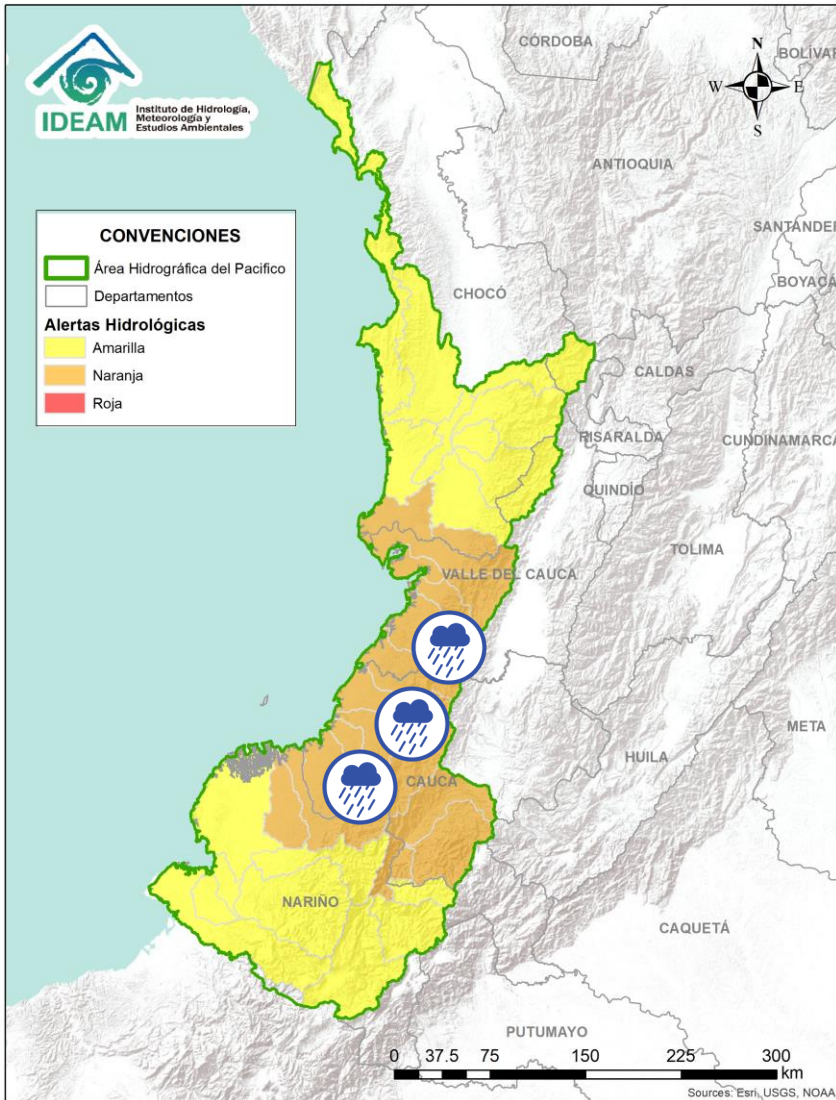 IDEAM
Instituto de Hidrología,
Meteorología y
Estudios Ambientales
CÓRDOBA
BOLÍVAR
N
W
E
S
ANTIOQUIA
SANTANDER
BOYACÁ
CONVENCIONES
Área Hidrográfica del Pacifico
Departamentos
Alertas Hidrológicas
Amarilla
Naranja
Roja
CHOCÓ
CALDAS
RISARALDA
CUNDINAMARCA
QUINDÍO
TOLIMA
VALLE DEL CAUCA
META
HUILA
CAUCA
NARIÑO
CAQUETÁ
PUTUMAYO
0 37.5 75 150 225 300
km
Sources: Esri, USGS, NOAA